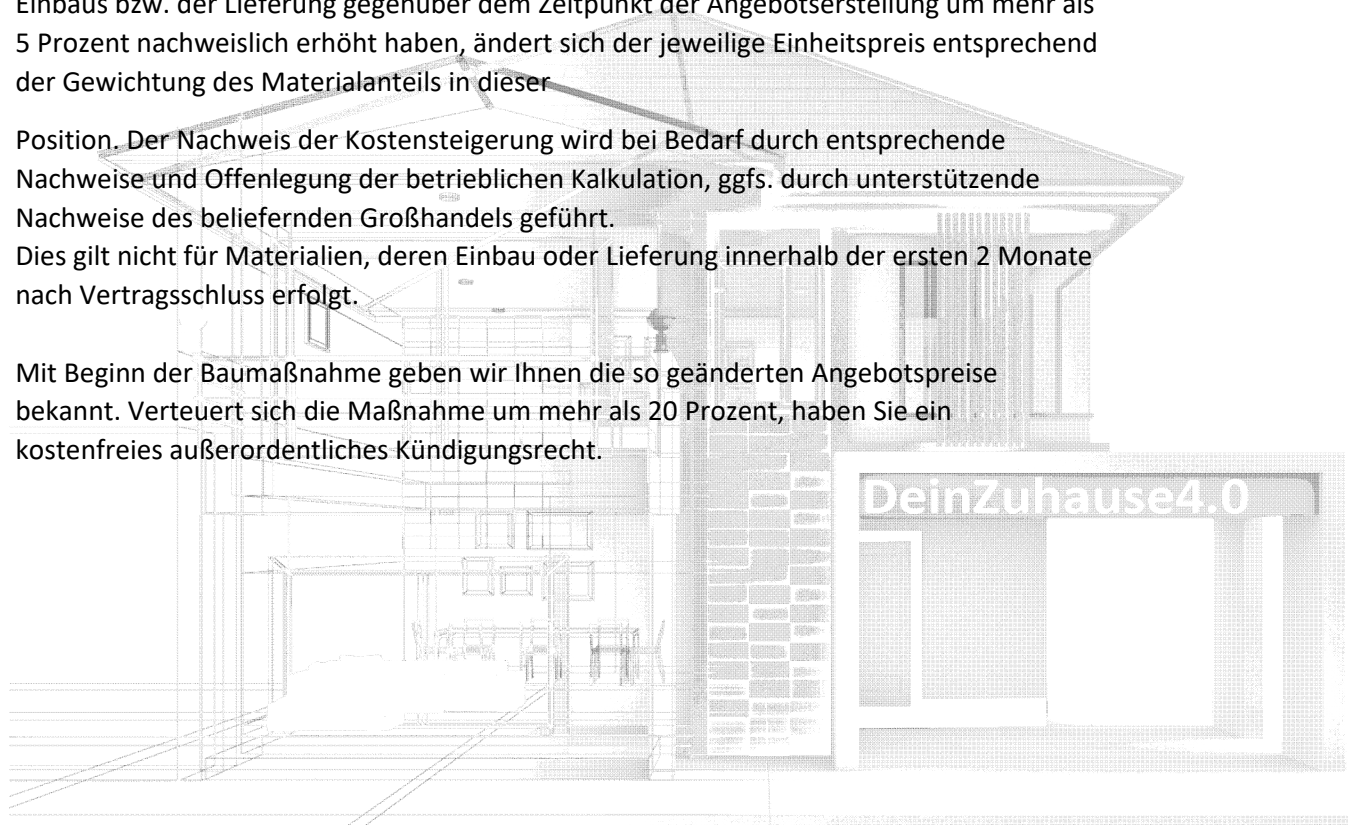 Einbaus bzw. der Lieferung gegenüber dem Zeitpunkt der Angebotserstellung um mehr als
5 Prozent nachweislich erhöht haben, ändert sich der jeweilige Einheitspreis entsprechend
der Gewichtung des Materialanteils in dieser
Position. Der Nachweis der Kostensteigerung wird bei Bedarf durch entsprechende
Nachweise und Offenlegung der betrieblichen Kalkulation, ggfs. durch unterstützende
Nachweise des beliefernden Großhandels geführt.
Dies gilt nicht für Materialien, deren Einbau oder Lieferung innerhalb der ersten 2 Monate
nach Vertragsschluss erfolgt.
Mit Beginn der Baumaßnahme geben wir Ihnen die so geänderten Angebotspreise
bekannt. Verteuert sich die Maßnahme um mehr als 20 Prozent, haben Sie ein
kostenfreies außerordentliches Kündigungsrecht.
DeinZuhause4.0